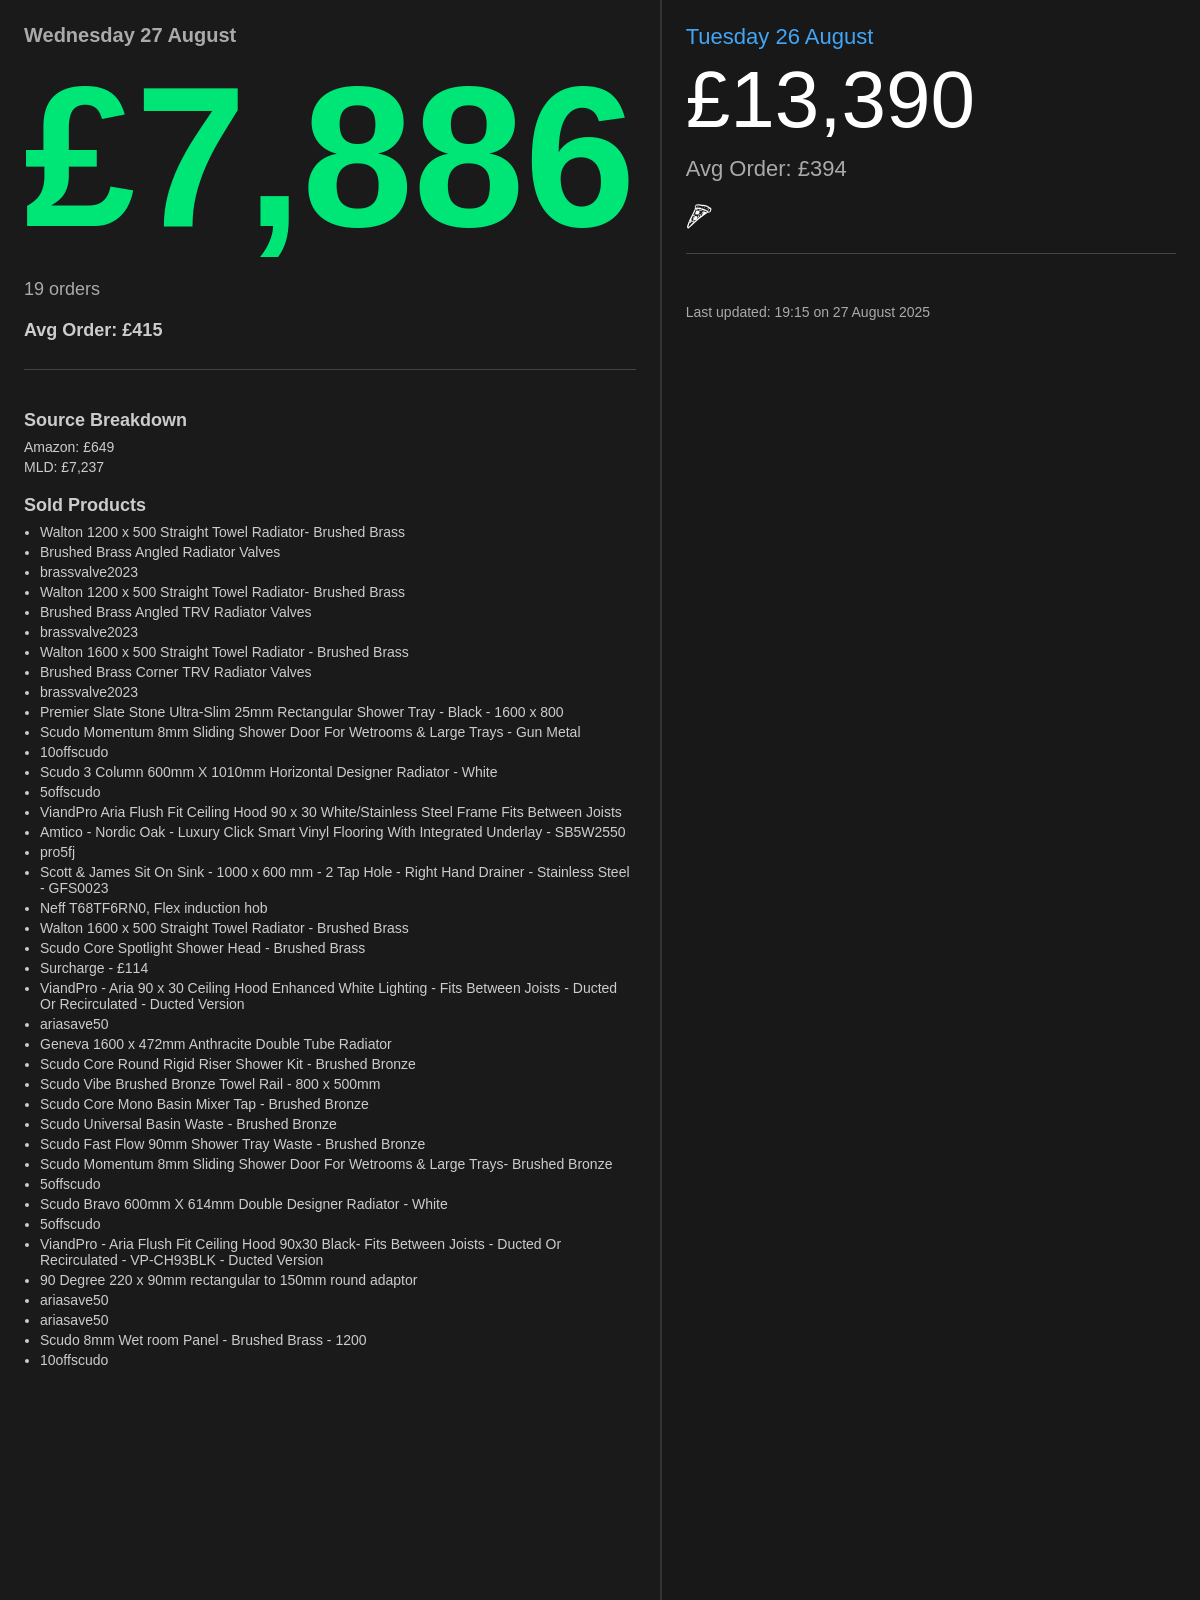 Wednesday 27 August
£7,886
19 orders
Avg Order: £415
Source Breakdown
Amazon: £649
MLD: £7,237
Sold Products
Walton 1200 x 500 Straight Towel Radiator- Brushed Brass
Brushed Brass Angled Radiator Valves
brassvalve2023
Walton 1200 x 500 Straight Towel Radiator- Brushed Brass
Brushed Brass Angled TRV Radiator Valves
brassvalve2023
Walton 1600 x 500 Straight Towel Radiator - Brushed Brass
Brushed Brass Corner TRV Radiator Valves
brassvalve2023
Premier Slate Stone Ultra-Slim 25mm Rectangular Shower Tray - Black - 1600 x 800
Scudo Momentum 8mm Sliding Shower Door For Wetrooms & Large Trays - Gun Metal
10offscudo
Scudo 3 Column 600mm X 1010mm Horizontal Designer Radiator - White
5offscudo
ViandPro Aria Flush Fit Ceiling Hood 90 x 30 White/Stainless Steel Frame Fits Between Joists
Amtico - Nordic Oak - Luxury Click Smart Vinyl Flooring With Integrated Underlay - SB5W2550
pro5fj
Scott & James Sit On Sink - 1000 x 600 mm - 2 Tap Hole - Right Hand Drainer - Stainless Steel
- GFS0023
Neff T68TF6RN0, Flex induction hob
Walton 1600 x 500 Straight Towel Radiator - Brushed Brass
Scudo Core Spotlight Shower Head - Brushed Brass
Surcharge - £114
ViandPro - Aria 90 x 30 Ceiling Hood Enhanced White Lighting - Fits Between Joists - Ducted
Or Recirculated - Ducted Version
ariasave50
Geneva 1600 x 472mm Anthracite Double Tube Radiator
Scudo Core Round Rigid Riser Shower Kit - Brushed Bronze
Scudo Vibe Brushed Bronze Towel Rail - 800 x 500mm
Scudo Core Mono Basin Mixer Tap - Brushed Bronze
Scudo Universal Basin Waste - Brushed Bronze
Scudo Fast Flow 90mm Shower Tray Waste - Brushed Bronze
Scudo Momentum 8mm Sliding Shower Door For Wetrooms & Large Trays- Brushed Bronze
5offscudo
Scudo Bravo 600mm X 614mm Double Designer Radiator - White
5offscudo
ViandPro - Aria Flush Fit Ceiling Hood 90x30 Black- Fits Between Joists - Ducted Or
Recirculated - VP-CH93BLK - Ducted Version
90 Degree 220 x 90mm rectangular to 150mm round adaptor
ariasave50
ariasave50
Scudo 8mm Wet room Panel - Brushed Brass - 1200
10offscudo
Tuesday 26 August
£13,390
Avg Order: £394
Last updated: 19:15 on 27 August 2025